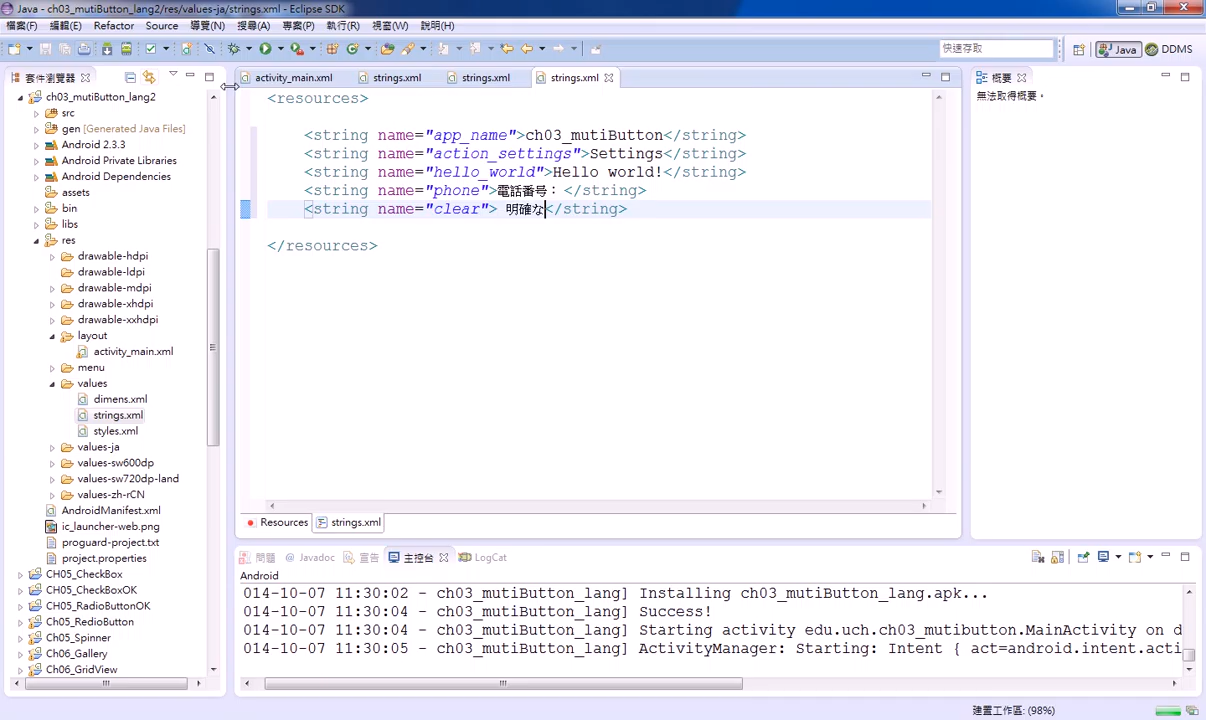 Java - ch03_mutiButton_lang2/res/values-ja/strings.xml - Eclipse SDK
檔案(F) 編輯(E) Refactor Source 導覽(N) 搜尋(A) 專案(P) 執行(R) 視窗(W) 說明(H)
快速存取 Java DDMS
套件瀏覽器
ch03_mutiButton_lang2
src
gen [Generated Java Files]
Android 2.3.3
Android Private Libraries
Android Dependencies
assets
bin
libs
res
drawable-hdpi
drawable-ldpi
drawable-mdpi
drawable-xhdpi
drawable-xxhdpi
layout
activity_main.xml
menu
values
dimens.xml
strings.xml
styles.xml
values-ja
values-sw600dp
values-sw720dp-land
values-zh-rCN
AndroidManifest.xml
ic_launcher-web.png
proguard-project.txt
project.properties
CH05_CheckBox
CH05_CheckBoxOK
CH05_RadioButtonOK
Ch05_RedioButton
CH05_Spinner
Ch06_Gallery
Ch06_GridView
activity_main.xml strings.xml strings.xml strings.xml
<resources>
<string name="app_name">ch03_mutiButton</string>
<string name="action_settings">Settings</string>
<string name="hello_world">Hello world!</string>
<string name="phone">電話番号：</string>
<string name="clear"> 明確な</string>
</resources>
Resources strings.xml
概要
無法取得概要。
問題 Javadoc 宣告 主控台 LogCat
Android
014-10-07 11:30:02 - ch03_mutiButton_lang] Installing ch03_mutiButton_lang.apk...
014-10-07 11:30:04 - ch03_mutiButton_lang] Success!
014-10-07 11:30:04 - ch03_mutiButton_lang] Starting activity edu.uch.ch03_mutibutton.MainActivity on d
014-10-07 11:30:05 - ch03_mutiButton_lang] ActivityManager: Starting: Intent { act=android.intent.acti
建置工作區: (98%)